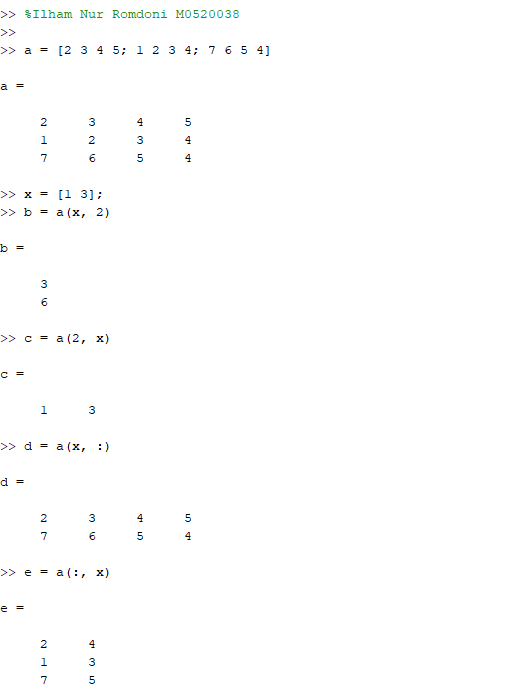 >> %Ilham Nur Romdoni M0520038
>>
>> a = [2 3 4 5; 1 2 3 4; 7 6 5 4]
a =
2 3 4 5
1 2 3 4
7 6 5 4
>> x = [1 3];
>> b = a(x, 2)
b =
3
6
>> c = a(2, x)
c =
1 3
>> d = a(x, :)
d =
2 3 4 5
7 6 5 4
>> e = a(:, x)
e =
2 4
1 3
7 5